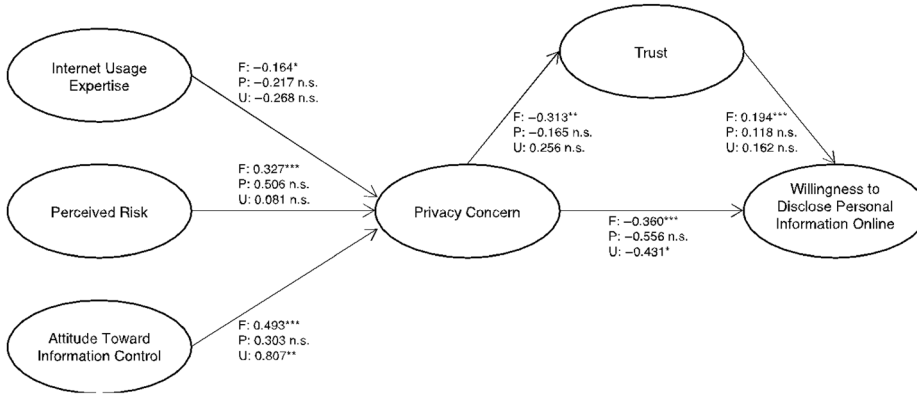 Internet Usage
Expertise
F: −0.164*
P: −0.217 n.s.
U: −0.268 n.s.
Trust
F: −0.313**
P: −0.165 n.s.
U: 0.256 n.s.
F: 0.194***
P: 0.118 n.s.
U: 0.162 n.s.
Perceived Risk
F: 0.327***
P: 0.506 n.s.
U: 0.081 n.s.
Privacy Concern
F: −0.360***
P: −0.556 n.s.
U: −0.431*
Willingness to
Disclose Personal
Information Online
Attitude Toward
Information Control
F: 0.493***
P: 0.303 n.s.
U: 0.807**